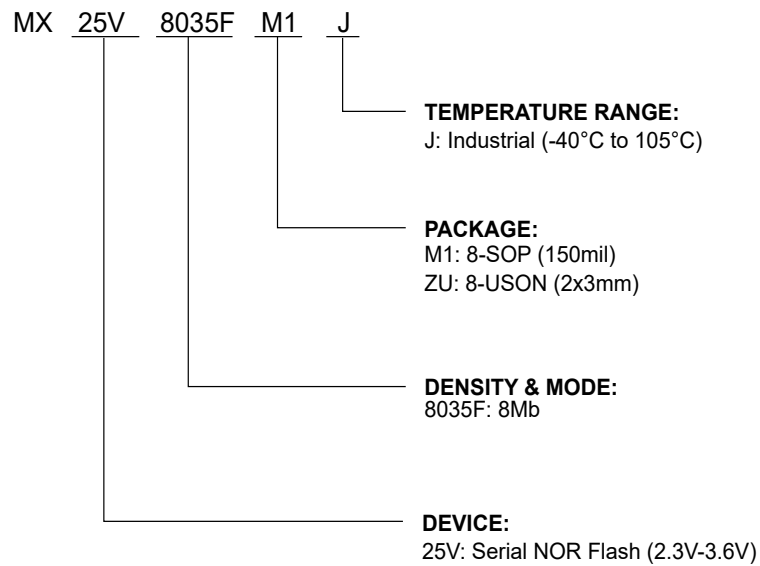 MX 25V 8035F M1 J
TEMPERATURE RANGE:
J: Industrial (-40°C to 105°C)
PACKAGE:
M1: 8-SOP (150mil)
ZU: 8-USON (2x3mm)
DENSITY & MODE:
8035F: 8Mb
DEVICE:
25V: Serial NOR Flash (2.3V-3.6V)